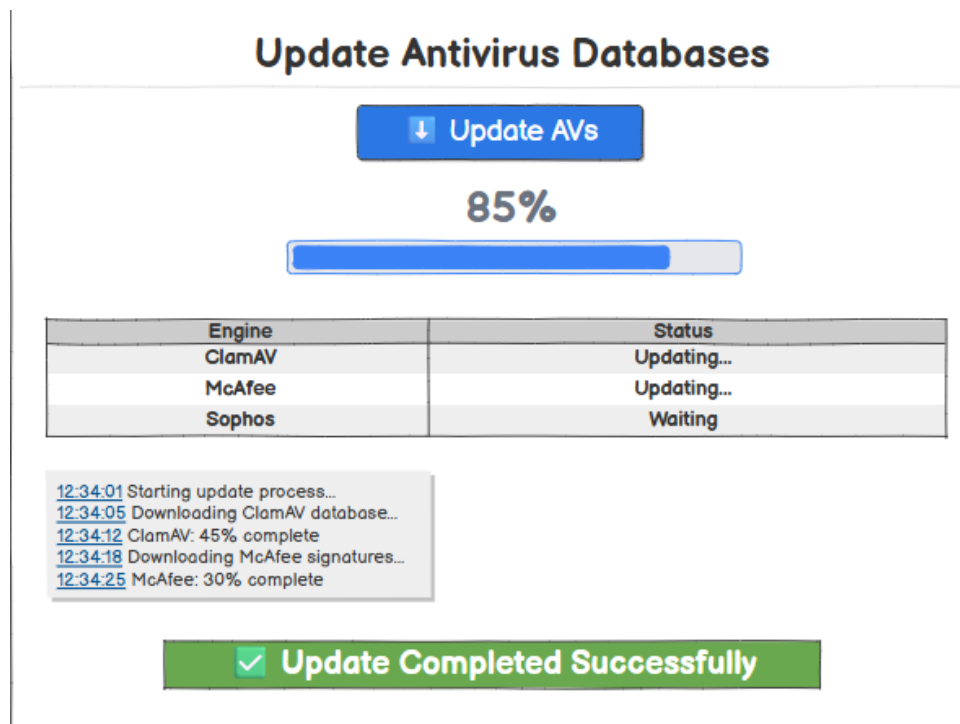 Update Antivirus Databases
⬇ Update AVs
85%
Engine Status
ClamAV Updating...
McAfee Updating...
Sophos Waiting
12:34:01 Starting update process...
12:34:05 Downloading ClamAV database...
12:34:12 ClamAV: 45% complete
12:34:18 Downloading McAfee signatures...
12:34:25 McAfee: 30% complete
✅ Update Completed Successfully